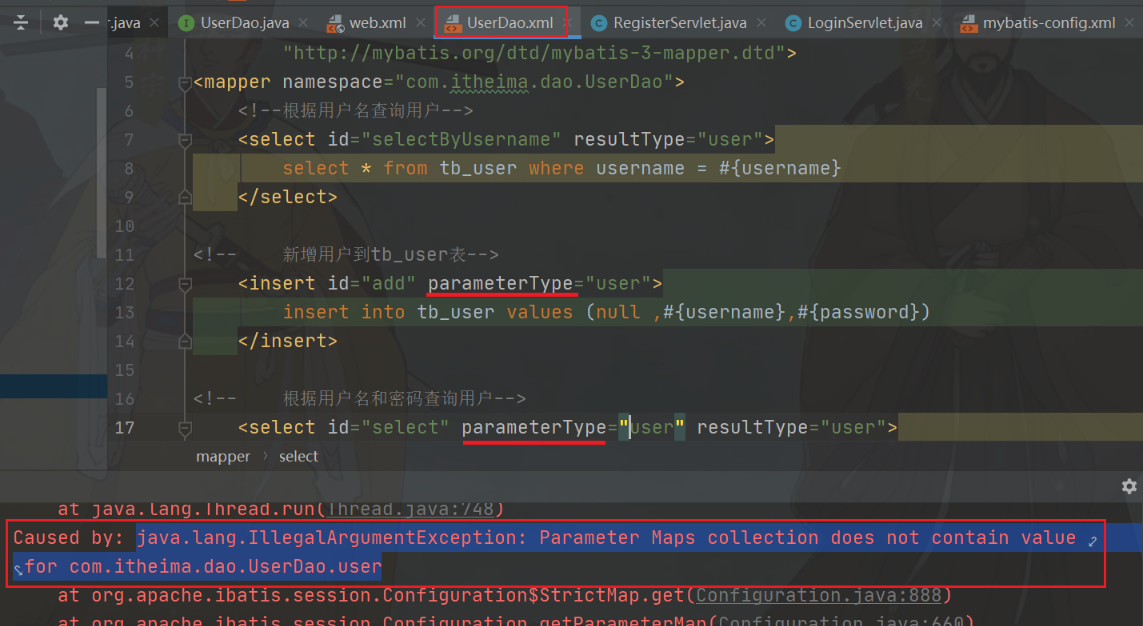 r.java × UserDao.java × web.xml × UserDao.xml × RegisterServlet.java × LoginServlet.java × mybatis-config.xml ×
4 "http://mybatis.org/dtd/mybatis-3-mapper.dtd">
5 <mapper namespace="com.itheima.dao.UserDao">
6 <!--根据用户名查询用户-->
7 <select id="selectByUsername" resultType="user">
8 select * from tb_user where username = #{username}
9 </select>
10
11 <!-- 新增用户到tb_user表-->
12 <insert id="add" parameterType="user">
13 insert into tb_user values (null ,#{username},#{password})
14 </insert>
15
16 <!-- 根据用户名和密码查询用户-->
17 <select id="select" parameterType="user" resultType="user">
mapper › select
at java.lang.Thread.run(Thread.java:748)
Caused by: java.lang.IllegalArgumentException: Parameter Maps collection does not contain value
for com.itheima.dao.UserDao.user
at org.apache.ibatis.session.Configuration$StrictMap.get(Configuration.java:888)
at org.apache.ibatis.session.Configuration.getParameterMap(Configuration.java:660)